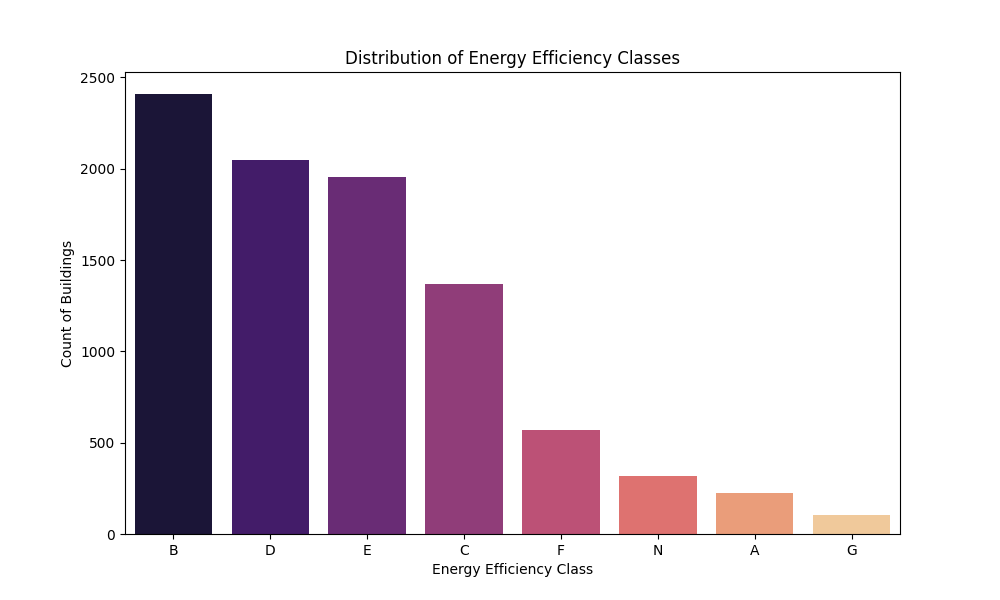 Distribution of Energy Efficiency Classes
2500
2000
1500
1000
500
0
Count of Buildings
B D E C F N A G
Energy Efficiency Class